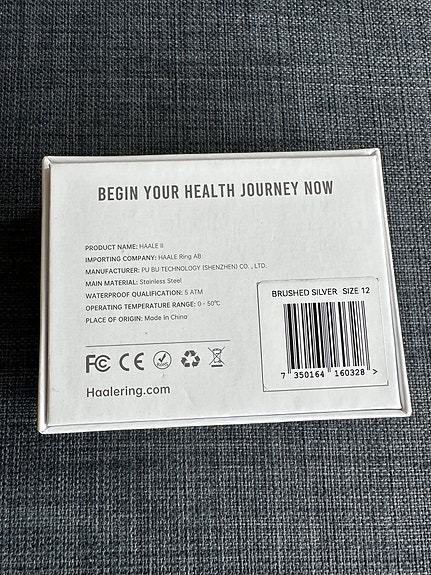 BEGIN YOUR HEALTH JOURNEY NOW
PRODUCT NAME: HAALE II
IMPORTING COMPANY: HAALE Ring AB
MANUFACTURER: PU BU TECHNOLOGY (SHENZHEN) CO. , LTD.
MAIN MATERIAL: Stainless Steel
WATERPROOF QUALIFICATION: 5 ATM
OPERATING TEMPERATURE RANGE: 0 - 50℃
PLACE OF ORIGIN: Made in China
BRUSHED SILVER SIZE 12
7 350164 160328 >
FC CE RoHS
Haalering.com